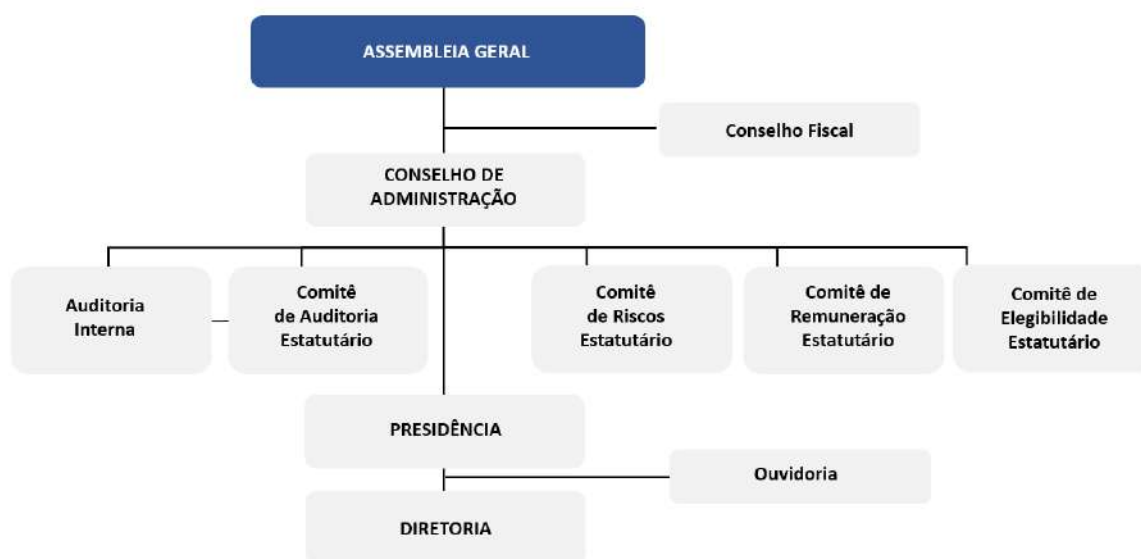 ASSEMBLEIA GERAL
Conselho Fiscal
CONSELHO DE
ADMINISTRAÇÃO
Auditoria
Interna
Comitê
de Auditoria
Estatutário
Comitê
de Riscos
Estatutário
Comitê de
Remuneração
Estatutário
Comitê de
Elegibilidade
Estatutário
PRESIDÊNCIA
Ouvidoria
DIRETORIA